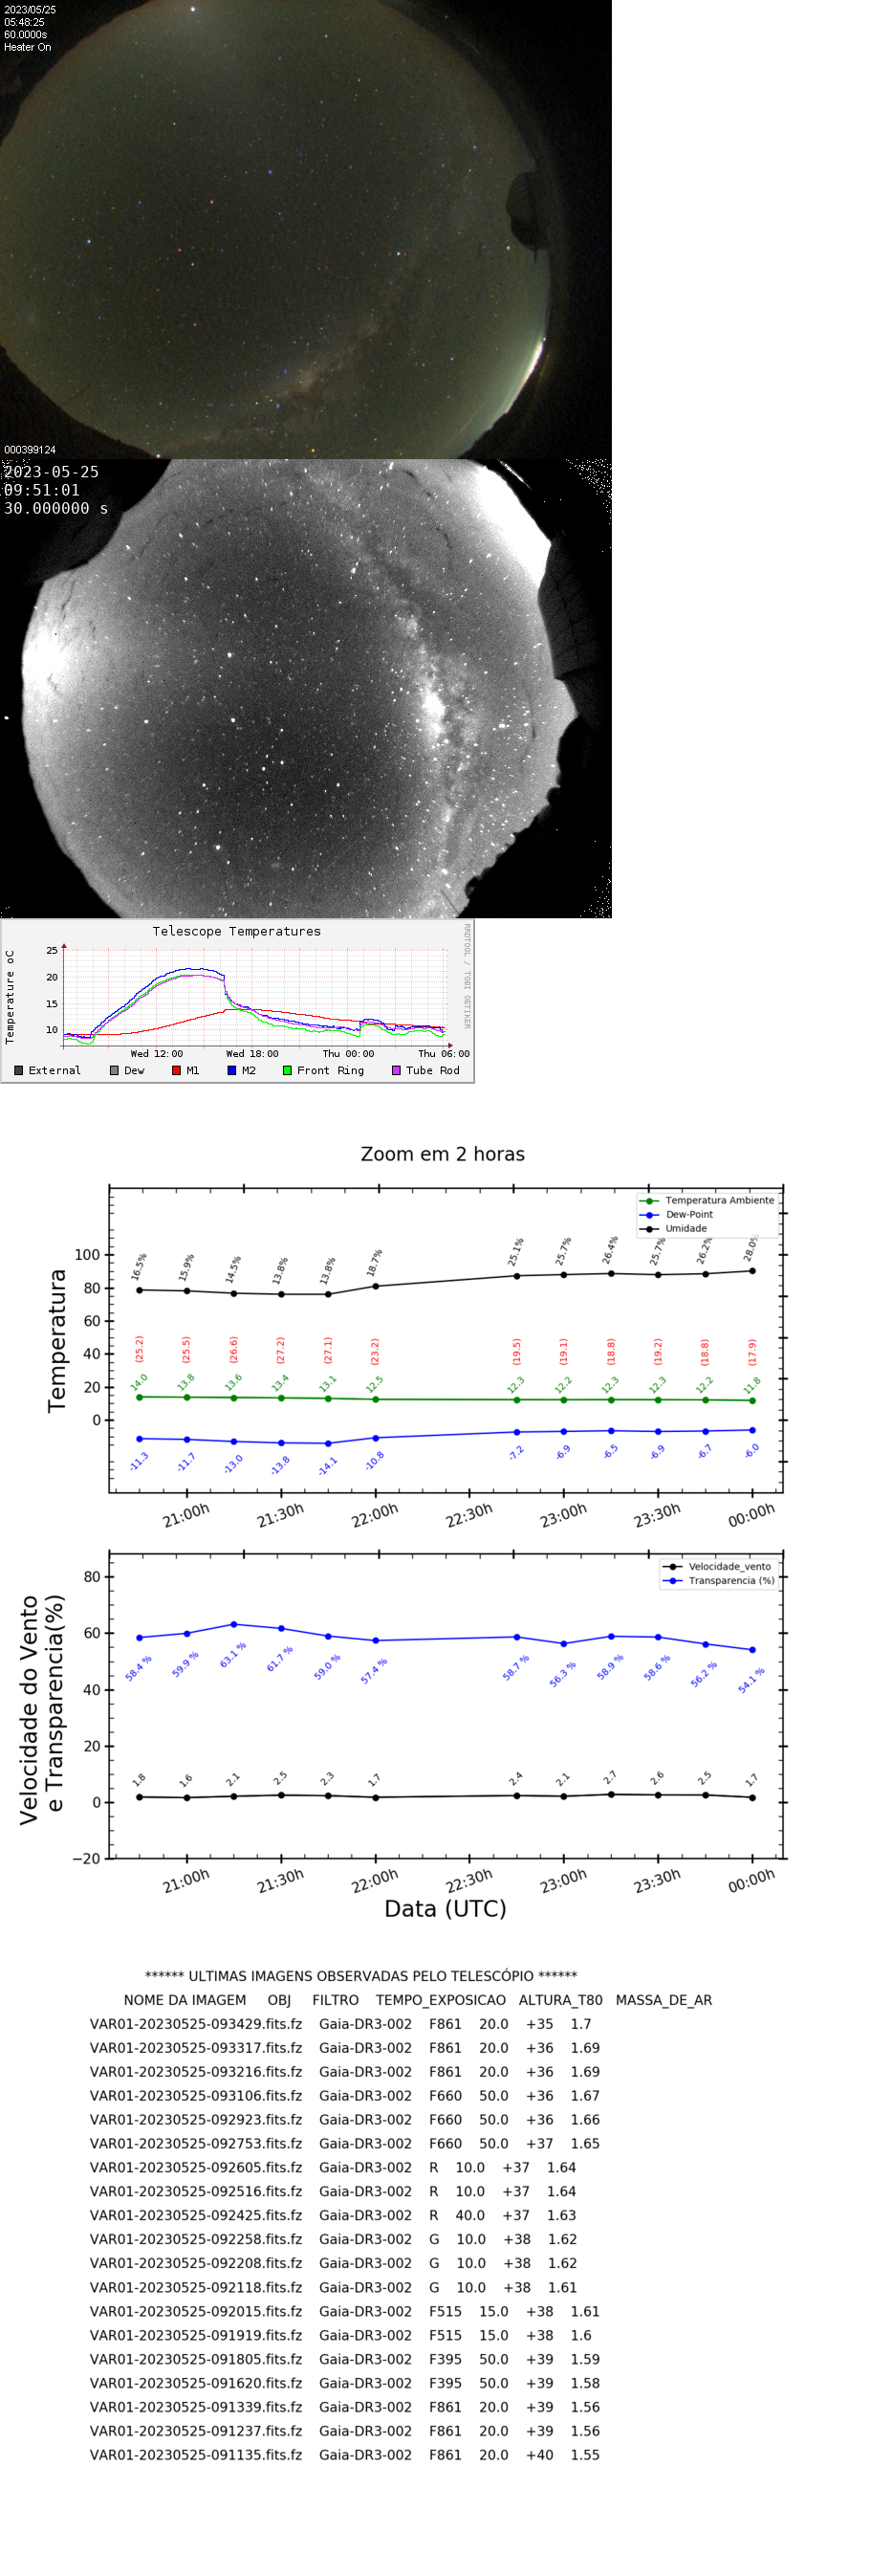 2023/05/25
05:48:25
60.0000s
Heater On
000399124
2023-05-25
09:51:01
30.000000 s
Telescope Temperatures
RRDTOOL / TOBI OETIKER
Temperature oC
25
20
15
10
Wed 12:00 Wed 18:00 Thu 00:00 Thu 06:00
External Dew M1 M2 Front Ring Tube Rod
Zoom em 2 horas
Temperatura Ambiente
Dew-Point
Umidade
Temperatura
100
80
60
40
20
0
16.5% 15.9% 14.5% 13.8% 13.8% 18.7% 25.1% 25.7% 26.4% 25.7% 26.2% 28.0%
(25.2) (25.5) (26.6) (27.2) (27.1) (23.2) (19.5) (19.1) (18.8) (19.2) (18.8) (17.9)
14.0 13.8 13.6 13.4 13.1 12.5 12.3 12.2 12.3 12.3 12.2 11.8
-11.3 -11.7 -13.0 -13.8 -14.1 -10.8 -7.2 -6.9 -6.5 -6.9 -6.7 -6.0
21:00h 21:30h 22:00h 22:30h 23:00h 23:30h 00:00h
Velocidade_vento
Transparencia (%)
Velocidade do Vento
e Transparencia(%)
80
60
40
20
0
−20
58.4 % 59.9 % 63.1 % 61.7 % 59.0 % 57.4 % 58.7 % 56.3 % 58.9 % 58.6 % 56.2 % 54.1 %
1.8 1.6 2.1 2.5 2.3 1.7 2.4 2.1 2.7 2.6 2.5 1.7
21:00h 21:30h 22:00h 22:30h 23:00h 23:30h 00:00h
Data (UTC)
****** ULTIMAS IMAGENS OBSERVADAS PELO TELESCÓPIO ******
NOME DA IMAGEM OBJ FILTRO TEMPO_EXPOSICAO ALTURA_T80 MASSA_DE_AR
VAR01-20230525-093429.fits.fz Gaia-DR3-002 F861 20.0 +35 1.7
VAR01-20230525-093317.fits.fz Gaia-DR3-002 F861 20.0 +36 1.69
VAR01-20230525-093216.fits.fz Gaia-DR3-002 F861 20.0 +36 1.69
VAR01-20230525-093106.fits.fz Gaia-DR3-002 F660 50.0 +36 1.67
VAR01-20230525-092923.fits.fz Gaia-DR3-002 F660 50.0 +36 1.66
VAR01-20230525-092753.fits.fz Gaia-DR3-002 F660 50.0 +37 1.65
VAR01-20230525-092605.fits.fz Gaia-DR3-002 R 10.0 +37 1.64
VAR01-20230525-092516.fits.fz Gaia-DR3-002 R 10.0 +37 1.64
VAR01-20230525-092425.fits.fz Gaia-DR3-002 R 40.0 +37 1.63
VAR01-20230525-092258.fits.fz Gaia-DR3-002 G 10.0 +38 1.62
VAR01-20230525-092208.fits.fz Gaia-DR3-002 G 10.0 +38 1.62
VAR01-20230525-092118.fits.fz Gaia-DR3-002 G 10.0 +38 1.61
VAR01-20230525-092015.fits.fz Gaia-DR3-002 F515 15.0 +38 1.61
VAR01-20230525-091919.fits.fz Gaia-DR3-002 F515 15.0 +38 1.6
VAR01-20230525-091805.fits.fz Gaia-DR3-002 F395 50.0 +39 1.59
VAR01-20230525-091620.fits.fz Gaia-DR3-002 F395 50.0 +39 1.58
VAR01-20230525-091339.fits.fz Gaia-DR3-002 F861 20.0 +39 1.56
VAR01-20230525-091237.fits.fz Gaia-DR3-002 F861 20.0 +39 1.56
VAR01-20230525-091135.fits.fz Gaia-DR3-002 F861 20.0 +40 1.55